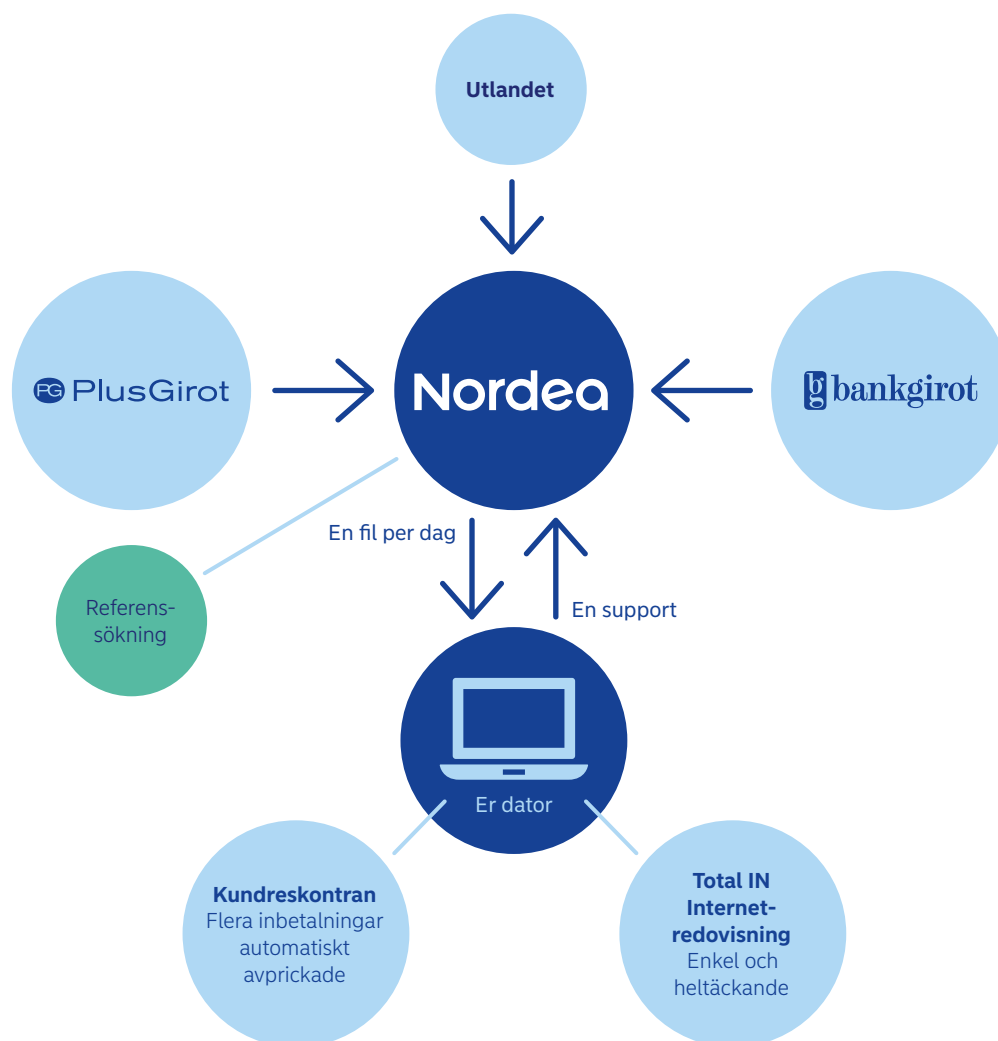 Utlandet
PG PlusGirot
Nordea
bg bankgirot
En fil per dag
En support
Referens-
sökning
Er dator
Kundreskontran
Flera inbetalningar
automatiskt
avprickade
Total IN
Internet-
redovisning
Enkel och
heltäckande